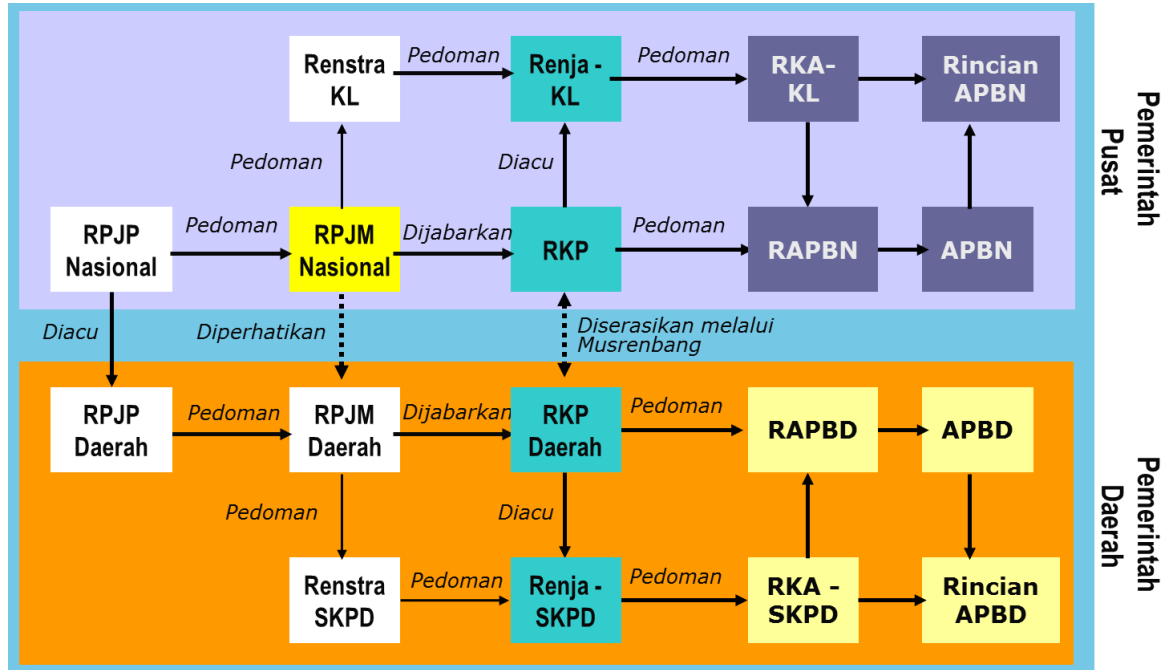 Pedoman
Pedoman
Renstra
KL
Renja -
KL
RKA–
KL
Rincian
APBN
Pemerintah
Pusat
Pedoman
Diacu
Pedoman
Dijabarkan
Pedoman
RPJP
Nasional
RPJM
Nasional
RKP
RAPBN
APBN
Diacu
Diperhatikan
Diserasikan melalui
Musrenbang
Pedoman
Dijabarkan
Pedoman
RPJP
Daerah
RPJM
Daerah
RKP
Daerah
RAPBD
APBD
Pemerintah
Daerah
Pedoman
Diacu
Pedoman
Pedoman
Renstra
SKPD
Renja -
SKPD
RKA -
SKPD
Rincian
APBD